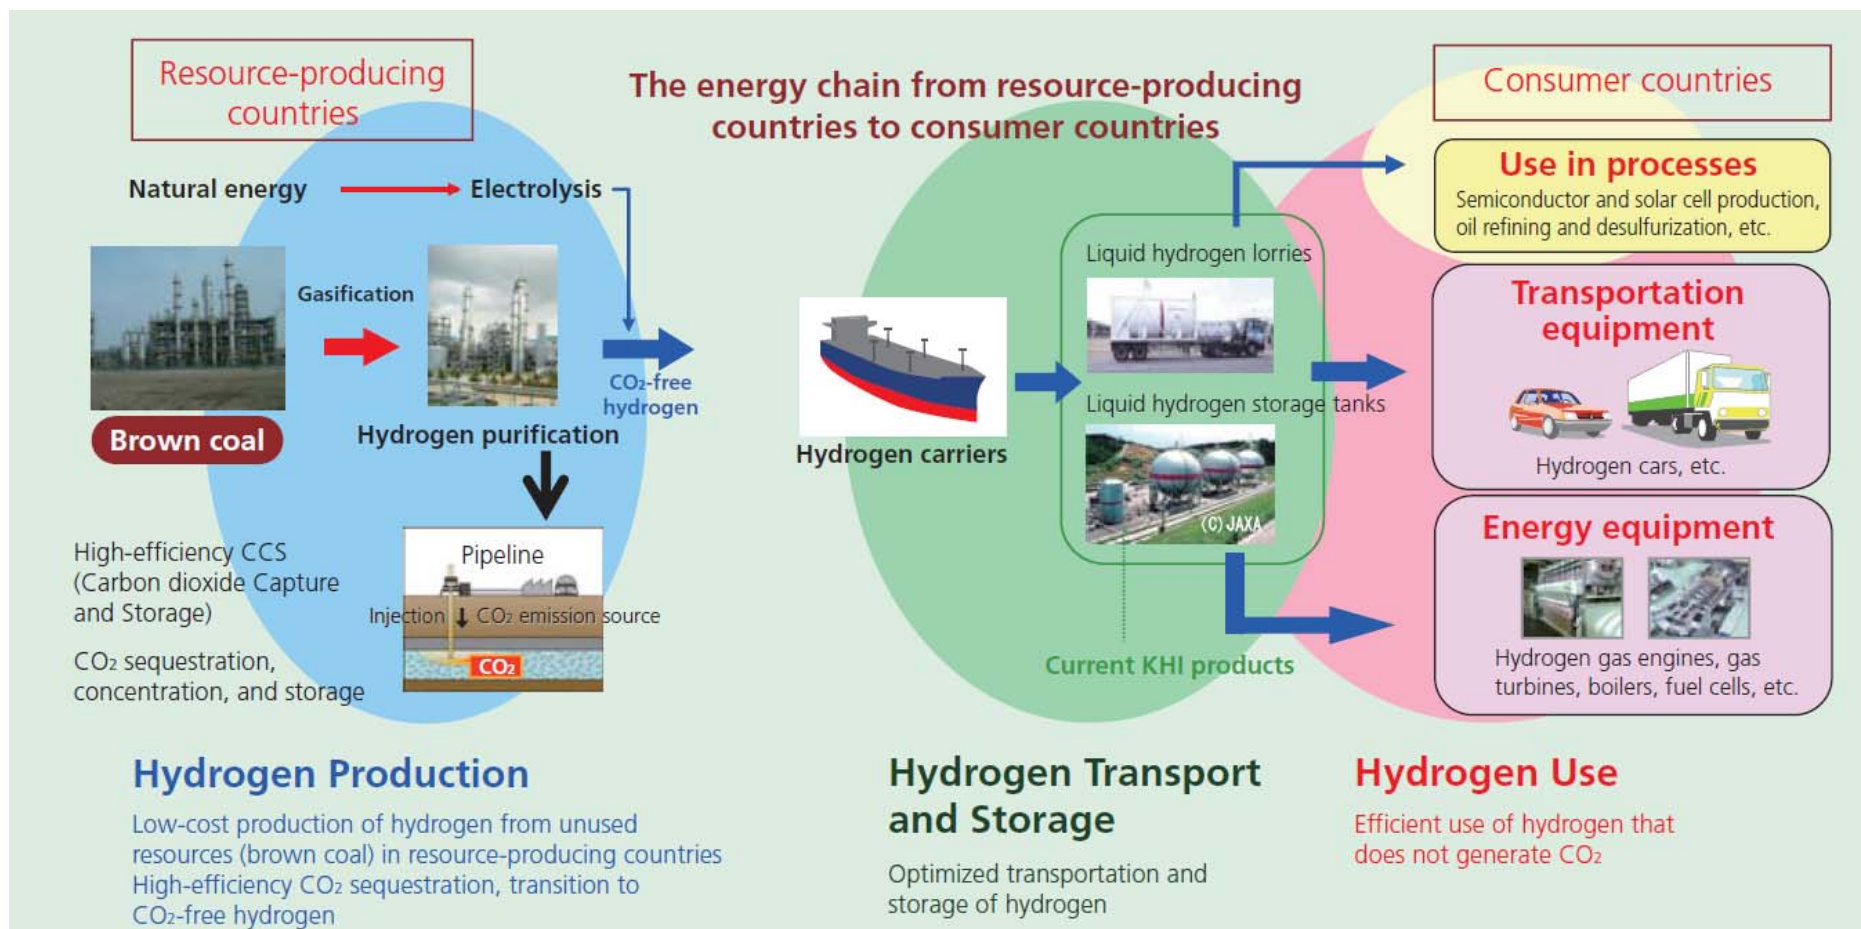 Resource-producing
countries
The energy chain from resource-producing
countries to consumer countries
Consumer countries
Natural energy
Electrolysis
Gasification
Brown coal
Hydrogen purification
CO₂-free
hydrogen
High-efficiency CCS
(Carbon dioxide Capture
and Storage)
CO₂ sequestration,
concentration, and storage
Pipeline
Injection
CO₂ emission source
CO₂
Hydrogen carriers
Liquid hydrogen lorries
Liquid hydrogen storage tanks
(C) JAXA
Current KHI products
Use in processes
Semiconductor and solar cell production,
oil refining and desulfurization, etc.
Transportation
equipment
Hydrogen cars, etc.
Energy equipment
Hydrogen gas engines, gas
turbines, boilers, fuel cells, etc.
Hydrogen Production
Low-cost production of hydrogen from unused
resources (brown coal) in resource-producing countries
High-efficiency CO₂ sequestration, transition to
CO₂-free hydrogen
Hydrogen Transport
and Storage
Optimized transportation and
storage of hydrogen
Hydrogen Use
Efficient use of hydrogen that
does not generate CO₂